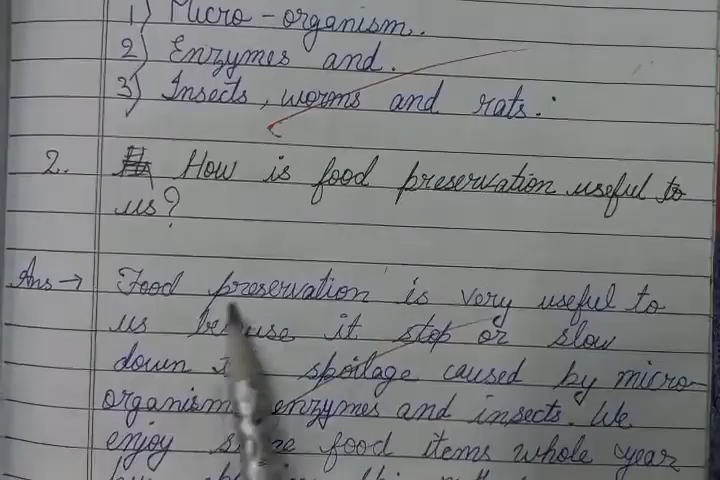 1) Micro-organism.
2) Enzymes and.
3) Insects, worms and rats.
2. How is food preservation useful to
us?
Ans → Food preservation is very useful to
us it stop or slow
down spoilage caused by micro-
organism enzymes and insects. We
enjoy food items whole year